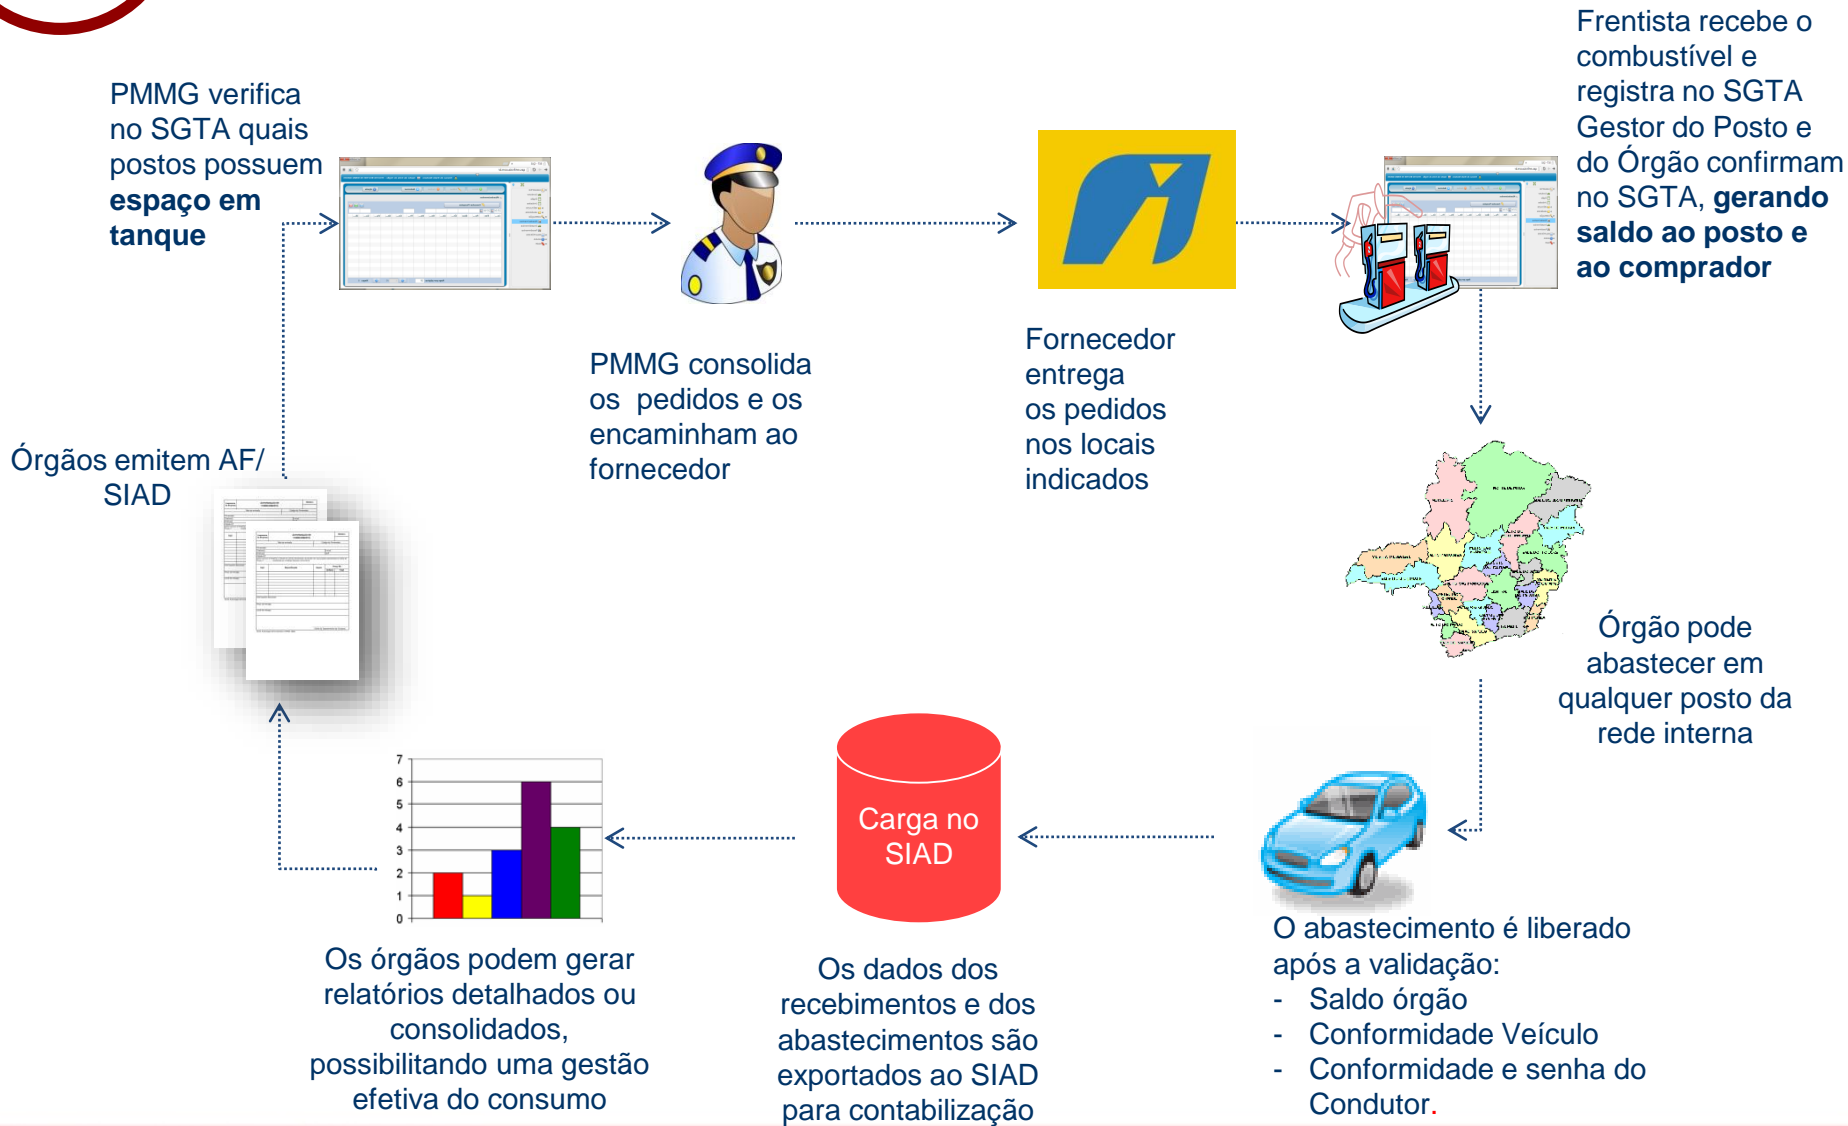 Frentista recebe o
combustível e
registra no SGTA
Gestor do Posto e
do Órgão confirmam
no SGTA, gerando
saldo ao posto e
ao comprador
PMMG verifica
no SGTA quais
postos possuem
espaço em
tanque
PMMG consolida
os pedidos e os
encaminham ao
fornecedor
Fornecedor
entrega
os pedidos
nos locais
indicados
Órgãos emitem AF/
SIAD
Órgão pode
abastecer em
qualquer posto da
rede interna
7
6
5
4
3
2
1
0
Carga no
SIAD
O abastecimento é liberado
após a validação:
- Saldo órgão
- Conformidade Veículo
- Conformidade e senha do
Condutor.
Os órgãos podem gerar
relatórios detalhados ou
consolidados,
possibilitando uma gestão
efetiva do consumo
Os dados dos
recebimentos e dos
abastecimentos são
exportados ao SIAD
para contabilização